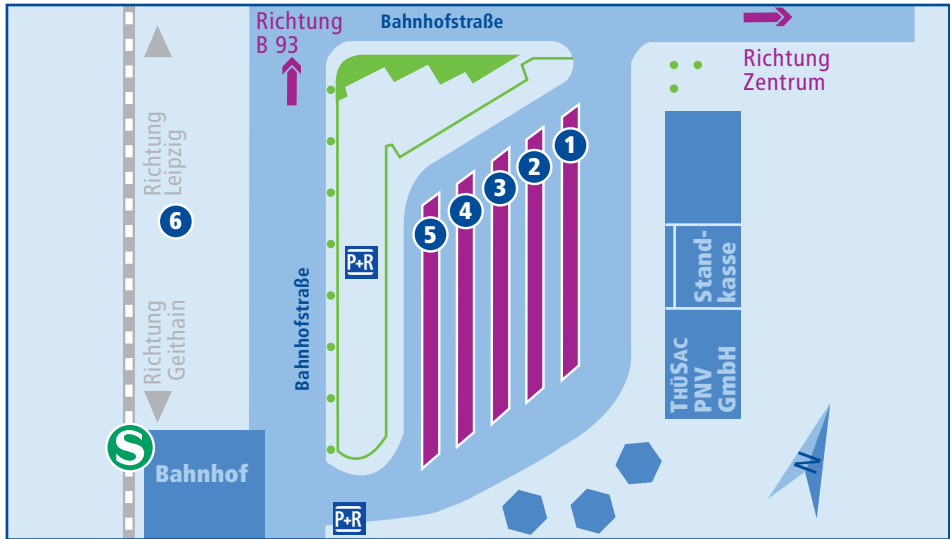 Richtung
B 93
Bahnhofstraße
Richtung
Zentrum
Richtung
Leipzig
6
1
2
3
4
5
P+R
Bahnhofstraße
Stand-
kasse
Richtung
Geithain
THÜSAC
PNV
GmbH
S
Bahnhof
P+R
N